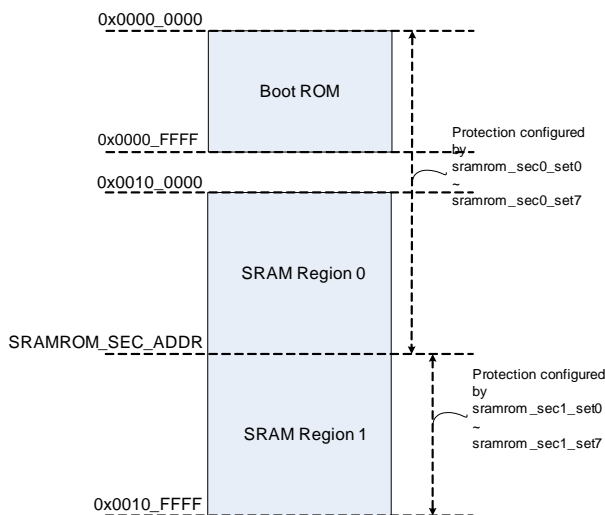 0x0000_0000
Boot ROM
0x0000_FFFF
Protection configured
by
sramrom_sec0_set0
~
sramrom_sec0_set7
0x0010_0000
SRAM Region 0
SRAMROM_SEC_ADDR
Protection configured
by
sramrom_sec1_set0
~
sramrom_sec1_set7
SRAM Region 1
0x0010_FFFF